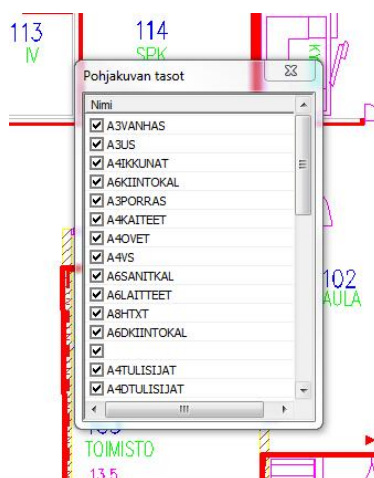 113
IV
114
SPK
Pohjakuvan tasot
Nimi
A3VANHAS
A3US
A4IKKUNAT
A6KIINTOKAL
A3PORRAS
A4KAITEET
A4OVET
A4VS
A6SANITKAL
A6LAITTEET
A8HTXT
A6DKIINTOKAL
A4TULISIJAT
A4DTULISIJAT
102
AULA
TOIMISTO
13.5